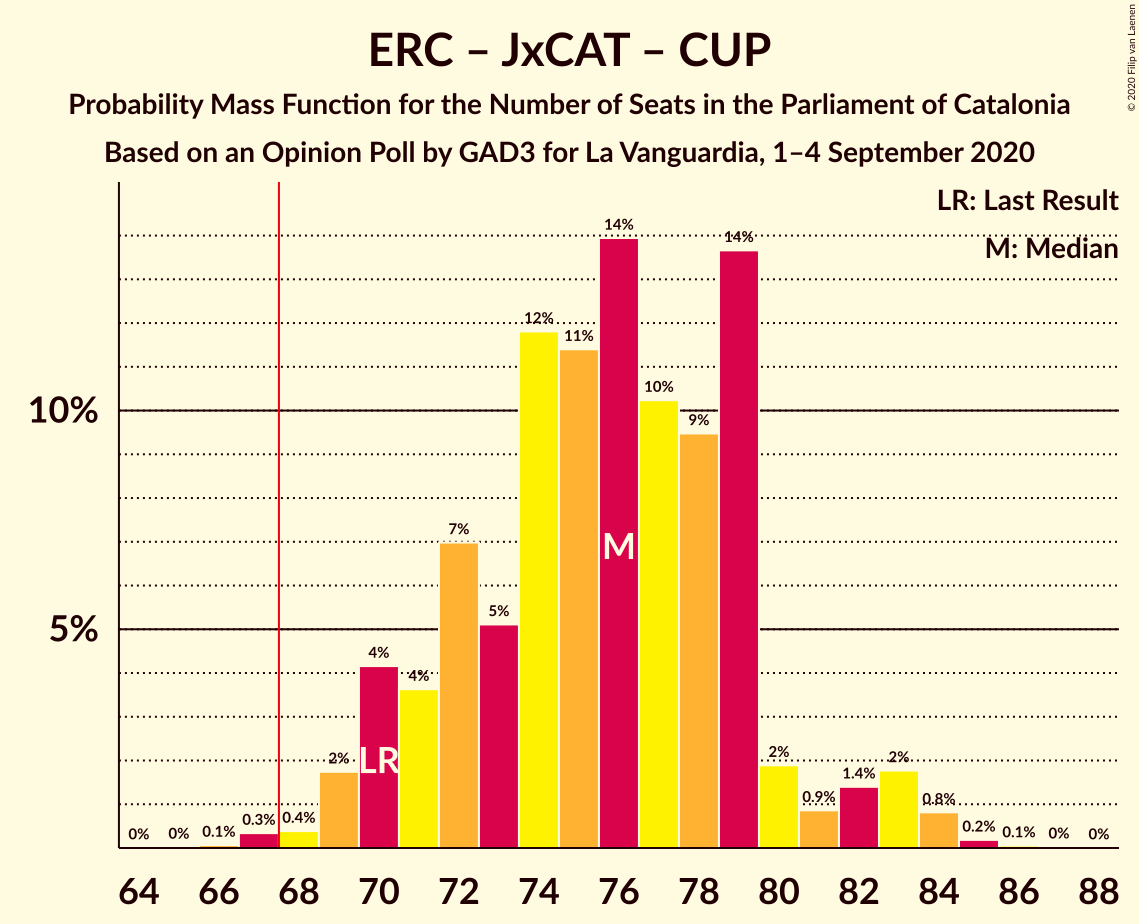 ERC – JxCAT – CUP
Probability Mass Function for the Number of Seats in the Parliament of Catalonia
Based on an Opinion Poll by GAD3 for La Vanguardia, 1–4 September 2020
© 2020 Filip van Laenen
LR: Last Result
M: Median
10%
5%
0% 0% 0.1% 0.3% 0.4% 2% 4% 4% 7% 5% 12% 11% 14% 10% 9% 14% 2% 0.9% 1.4% 2% 0.8% 0.2% 0.1% 0% 0%
LR
M
64 66 68 70 72 74 76 78 80 82 84 86 88